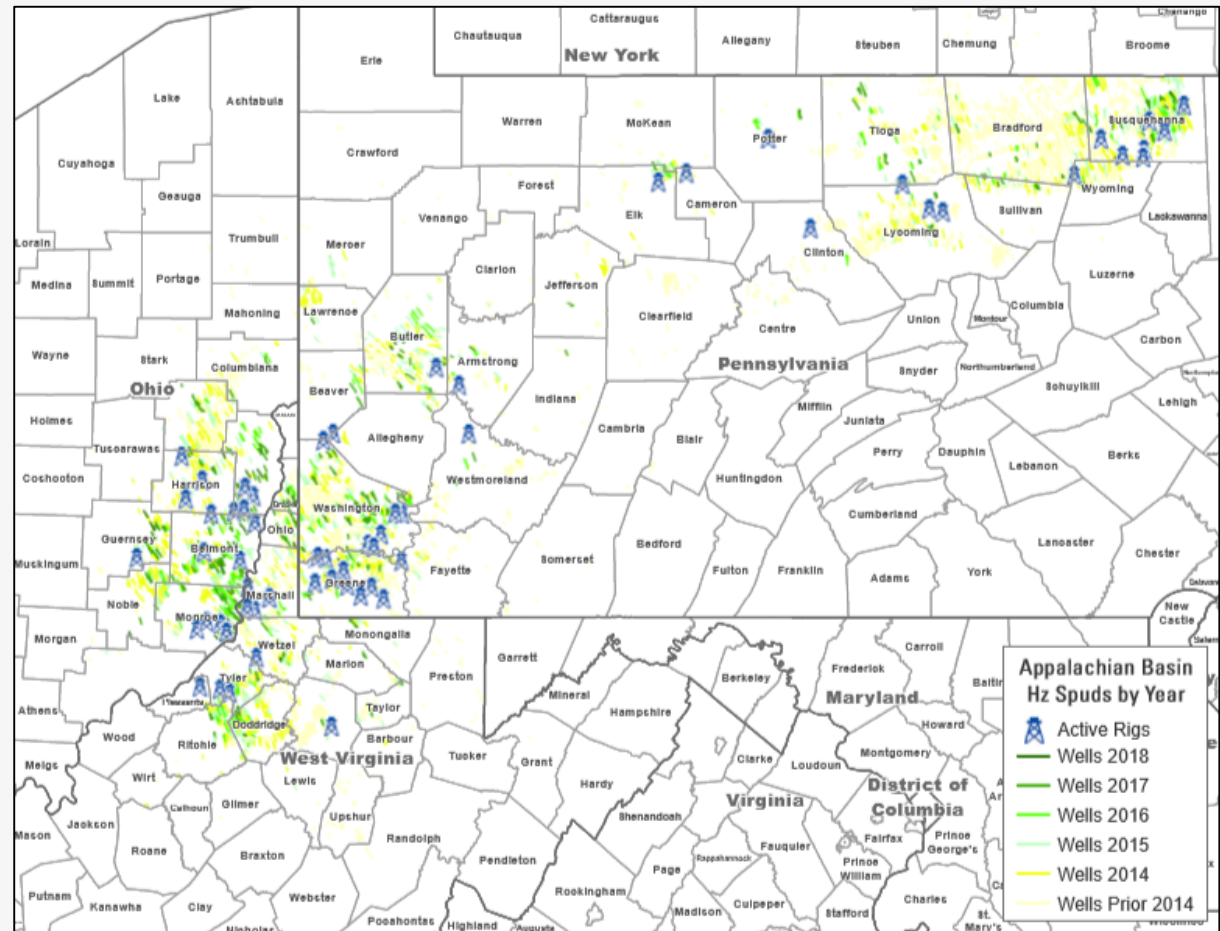 Cattaraugus
Chenango
Chautauqua
Allegany
Steuben
Chemung
Broome
New York
Erie
Lake
Ashtabula
Warren
McKean
Potter
Tioga
Bradford
Susquehanna
Cuyahoga
Crawford
Geauga
Forest
Wyoming
Venango
Elk
Cameron
Sullivan
Lackawanna
Lorain
Trumbull
Mercer
Lycoming
Clinton
Medina
Summit
Portage
Clarion
Jefferson
Luzerne
Mahoning
Lawrence
Clearfield
Centre
Union
Montour
Columbia
Carbon
Wayne
Stark
Columbiana
Butler
Armstrong
Pennsylvania
Snyder
Northumberland
Schuylkill
Ohio
Beaver
Indiana
Mifflin
Lehigh
Holmes
Tuscarawas
Allegheny
Cambria
Blair
Juniata
Perry
Dauphin
Lebanon
Berks
Coshocton
Harrison
Westmoreland
Huntingdon
Washington
Cumberland
Guernsey
Belmont
Ohio
Lancaster
Chester
Muskingum
Somerset
Bedford
Fulton
Franklin
Adams
York
Fayette
Greene
Noble
Marshall
New
Castle
Monroe
Morgan
Wetzel
Monongalia
Marion
Preston
Garrett
Carroll
Frederick
Berkeley
Mineral
Hampshire
Maryland
Tyler
Pleasants
Athens
Doddridge
Taylor
Barbour
Wood
Ritchie
West Virginia
Tucker
Grant
Hardy
Clarke
Loudoun
Howard
Montgomery
Meigs
Wirt
Lewis
Calhoun
Gilmer
Upshur
District of
Columbia
Virginia
Shenandoah
Mason
Jackson
Roane
Braxton
Randolph
Pendleton
Fauquier
Fairfax
Prince
George's
Rappahannock
Page
Prince
William
Putnam
Kanawha
Clay
Webster
Rockingham
Culpeper
Madison
Stafford
Charles
St.
Mary's
Nicholas
Pocahontas
Highland
Augusta
Appalachian Basin
Hz Spuds by Year
Active Rigs
Wells 2018
Wells 2017
Wells 2016
Wells 2015
Wells 2014
Wells Prior 2014